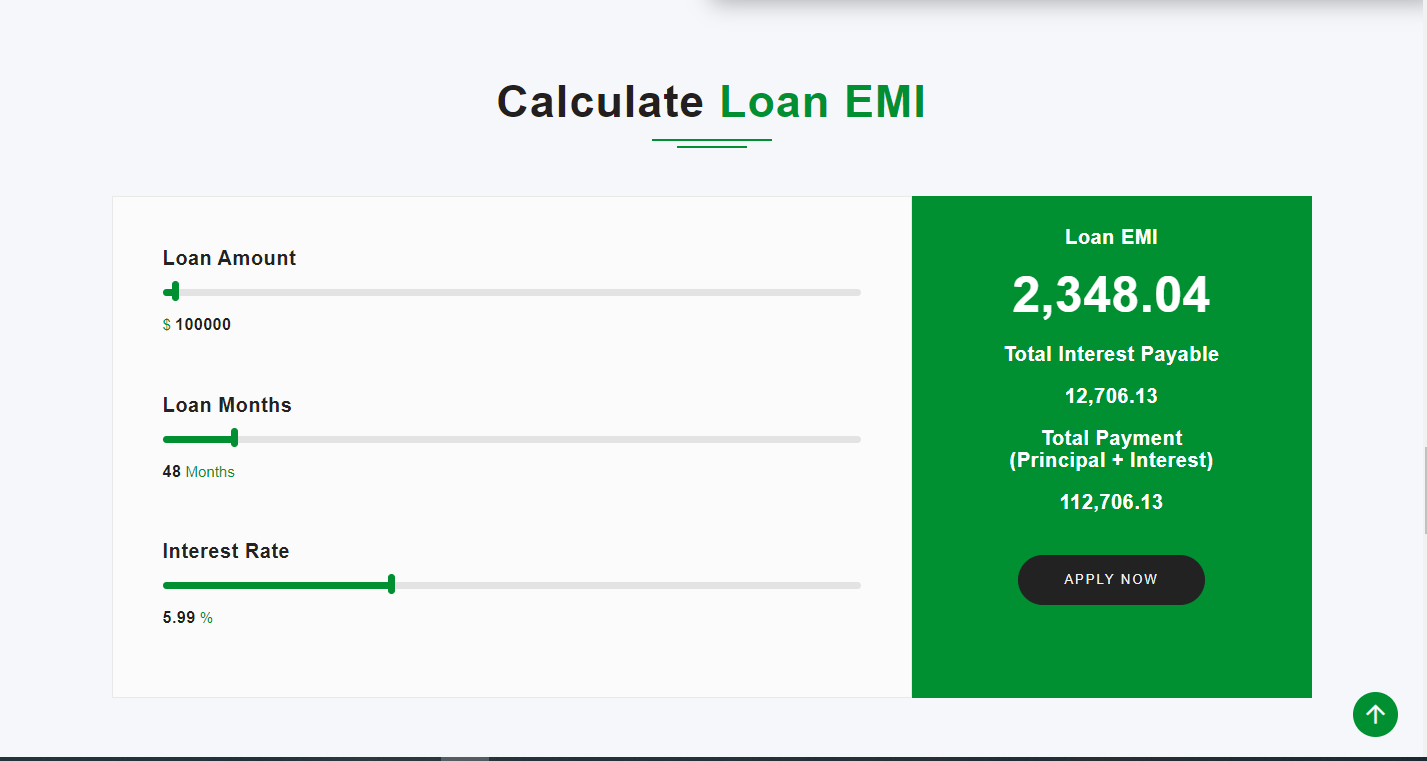 Calculate Loan EMI
Loan Amount
$ 100000
Loan Months
48 Months
Interest Rate
5.99 %
Loan EMI
2,348.04
Total Interest Payable
12,706.13
Total Payment
(Principal + Interest)
112,706.13
APPLY NOW